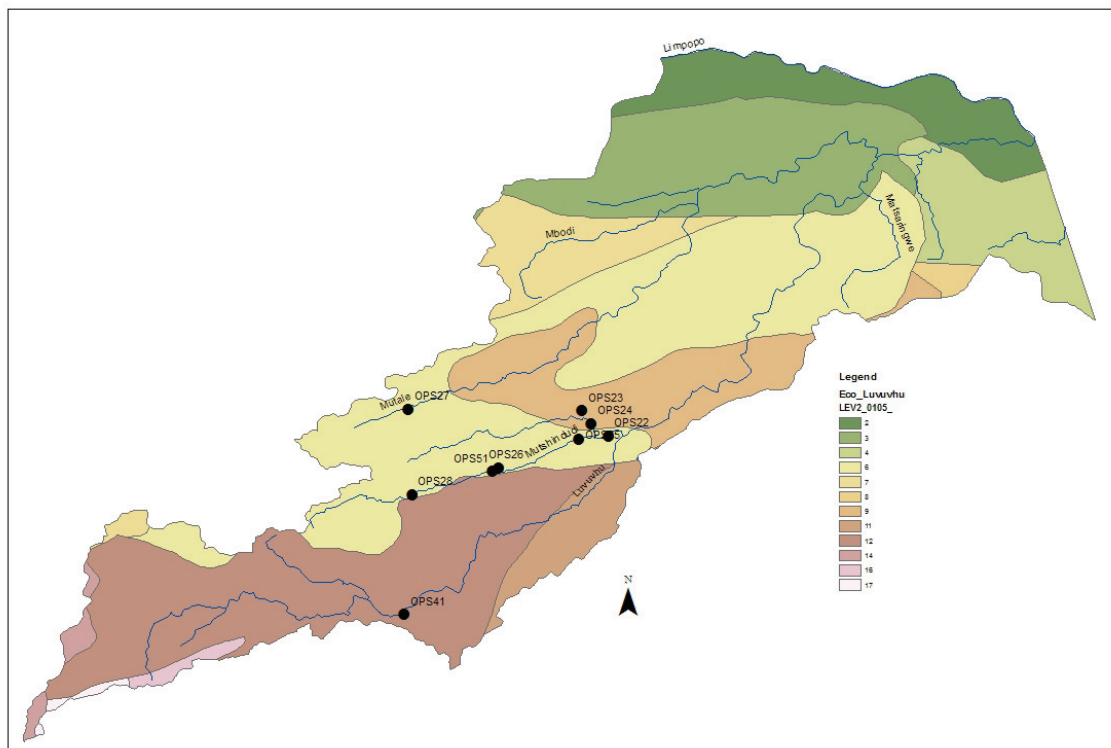 Limpopo
Matsaringwe
Mbodi
OPS23
Mutale OPS27
OPS24
OPS22
Mutshindudi
OPS51 OPS26
Luvuvhu
OPS28
OPS41
N
Legend
Eco_Luvuvhu
LEV2_0105_
2
3
4
6
7
8
9
11
12
14
16
17